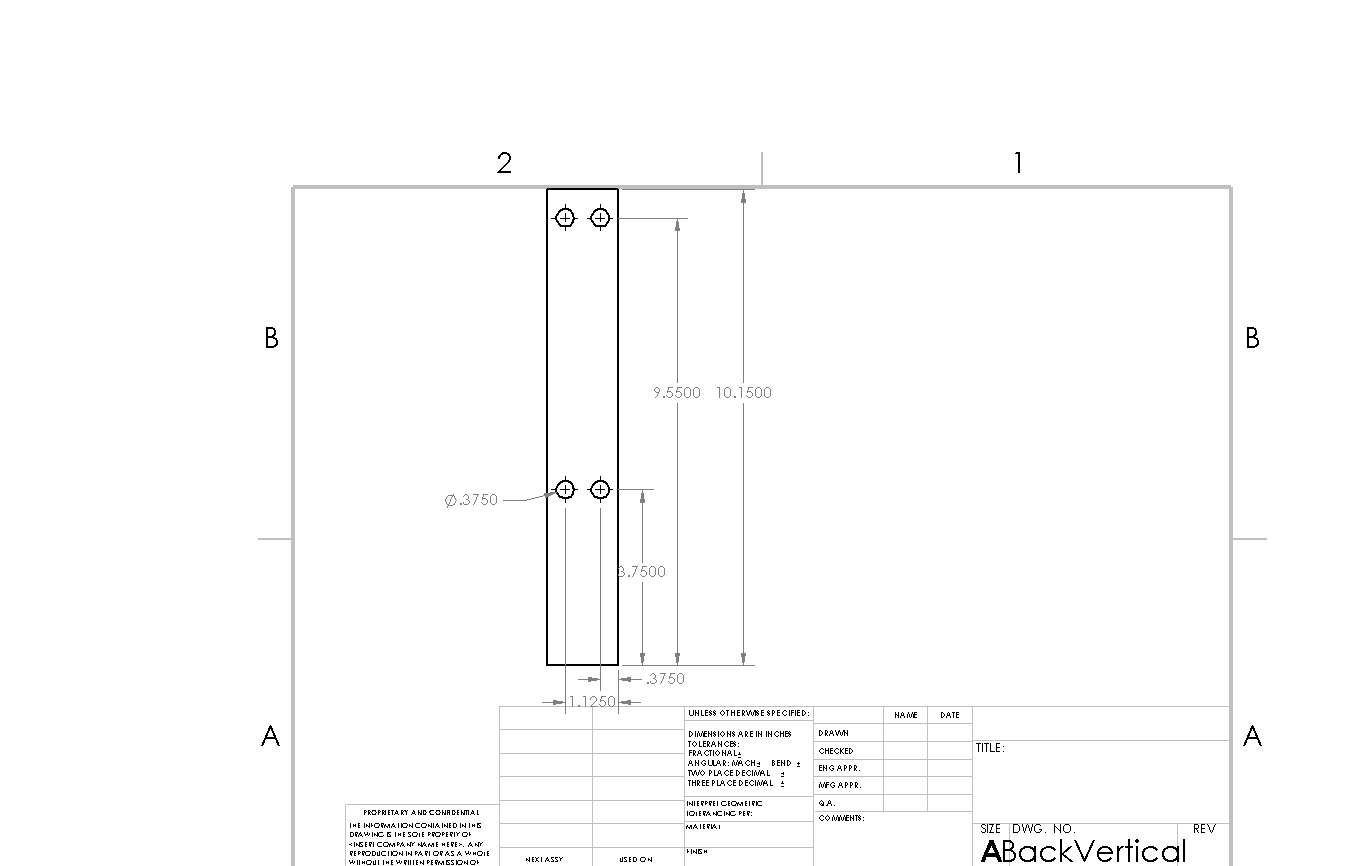 2 1
B B
9.5500 10.1500
Ø.3750
3.7500
.3750
1.1250
A A
UNLESS OTHERWISE SPECIFIED:
DIMENSIONS ARE IN INCHES
TOLERANCES:
FRACTIONAL±
ANGULAR: MACH± BEND ±
TWO PLACE DECIMAL ±
THREE PLACE DECIMAL ±
INTERPRET GEOMETRIC
TOLERANCING PER:
MATERIAL
FINISH
NAME DATE
DRAWN
CHECKED
ENG APPR.
MFG APPR.
Q.A.
COMMENTS:
TITLE:
SIZE DWG. NO. REV
A BackVertical
PROPRIETARY AND CONFIDENTIAL
THE INFORMATION CONTAINED IN THIS
DRAWING IS THE SOLE PROPERTY OF
<INSERT COMPANY NAME HERE>. ANY
REPRODUCTION IN PART OR AS A WHOLE
WITHOUT THE WRITTEN PERMISSION OF
NEXT ASSY USED ON